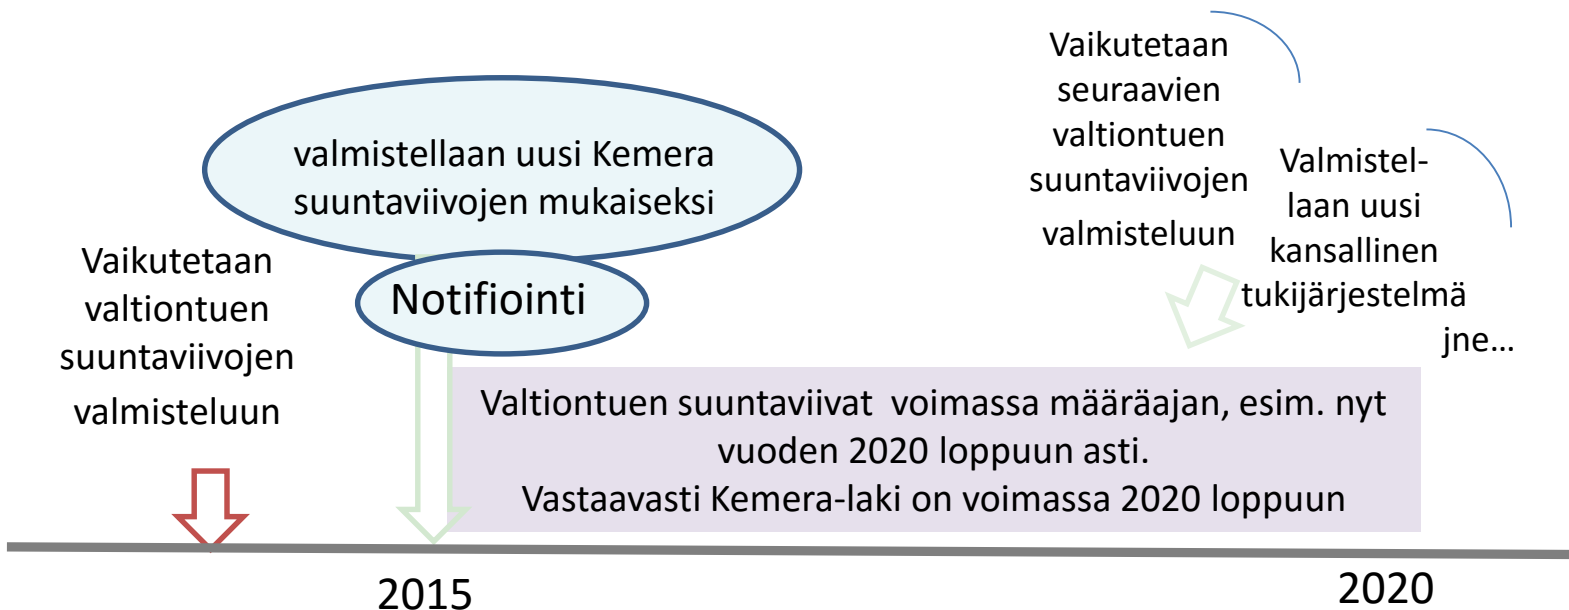 Vaikutetaan
valtiontuen
suuntaviivojen
valmisteluun
valmistellaan uusi Kemera
suuntaviivojen mukaiseksi
Notifiointi
Vaikutetaan
seuraavien
valtiontuen
suuntaviivojen
valmisteluun
Valmistel-
laan uusi
kansallinen
tukijärjestelmä
jne…
Valtiontuen suuntaviivat voimassa määräajan, esim. nyt
vuoden 2020 loppuun asti.
Vastaavasti Kemera-laki on voimassa 2020 loppuun
2015
2020